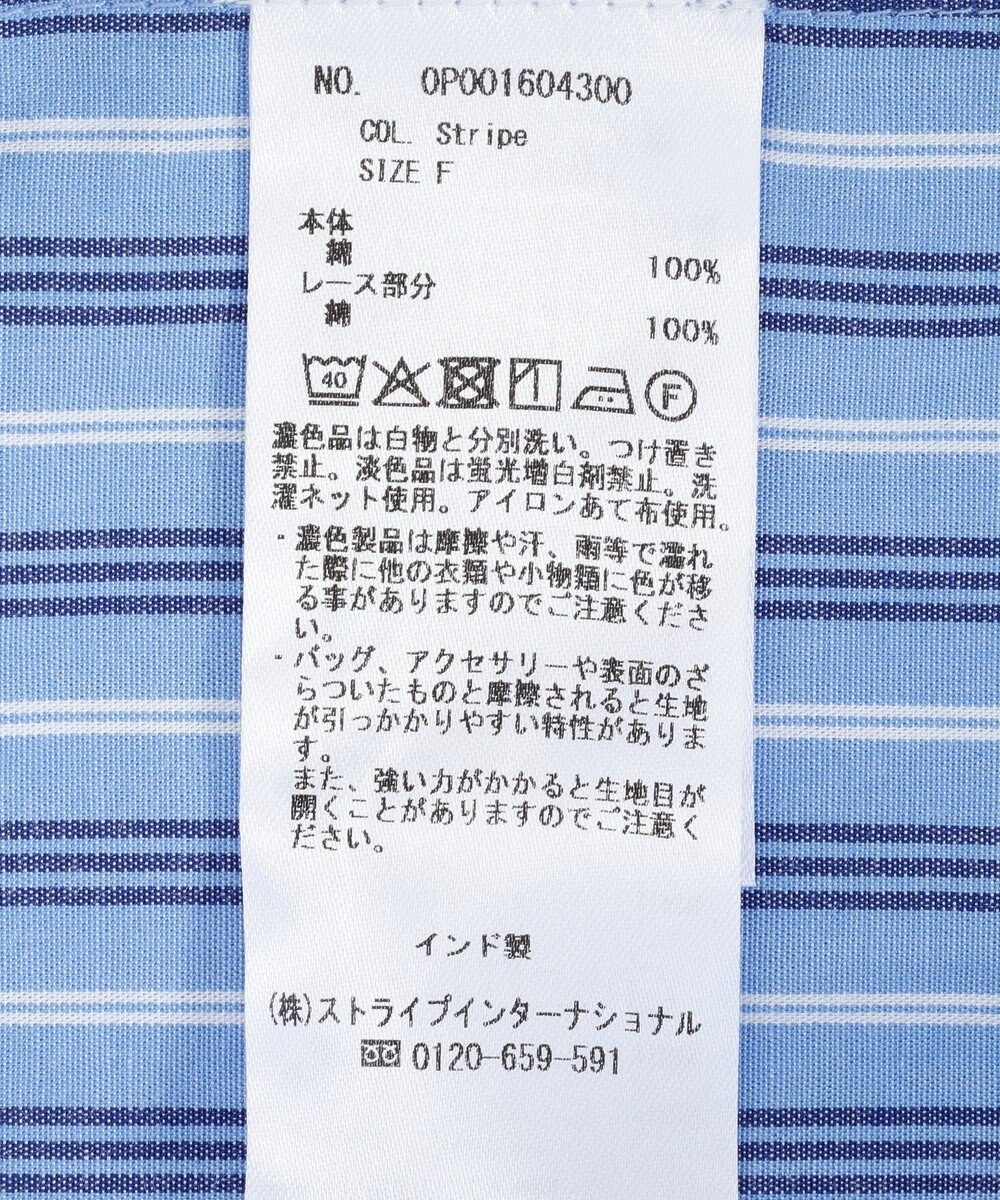 NO. 0P001604300
COL. Stripe
SIZE F
本体
綿 100%
レース部分
綿 100%
40
F
濃色品は白物と分別洗い。つけ置き
禁止。淡色品は蛍光増白剤禁止。洗
濯ネット使用。アイロンあて布使用。
・濃色製品は摩擦や汗、雨等で濡れ
た際に他の衣類や小物類に色が移
る事がありますのでご注意くださ
い。
・バッグ、アクセサリーや表面のざ
らついたものと摩擦されると生地
が引っかかりやすい特性がありま
す。
また、強い力がかかると生地目が
開くことがありますのでご注意く
ださい。
インド製
(株)ストライプインターナショナル
0120-659-591